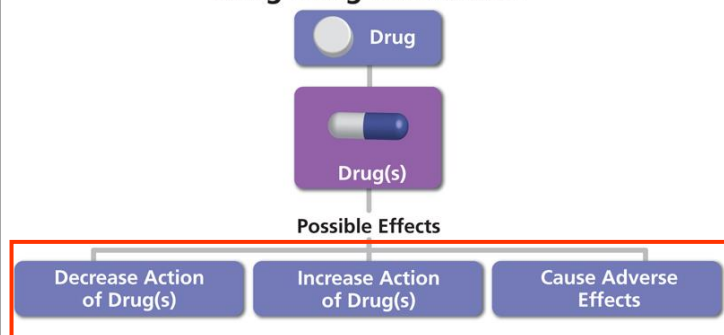 Drug
Drug(s)
Possible Effects
Decrease Action
of Drug(s)
Increase Action
of Drug(s)
Cause Adverse
Effects